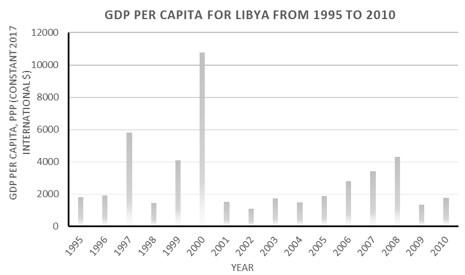 GDP PER CAPITA FOR LIBYA FROM 1995 TO 2010
GDP PER CAPITA, PPP (CONSTANT 2017
INTERNATIONAL $)
12000
10000
8000
6000
4000
2000
0
1995 1996 1997 1998 1999 2000 2001 2002 2003 2004 2005 2006 2007 2008 2009 2010
YEAR